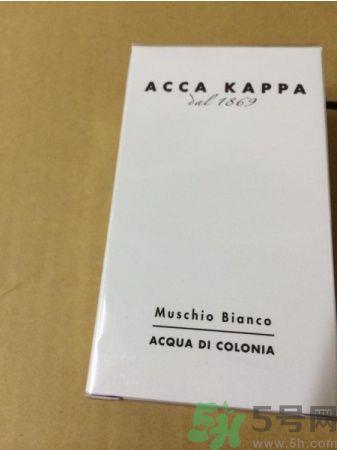 ACCA KAPPA
dal 1869
Muschio Bianco
ACQUA DI COLONIA
5号网
www.5h.com